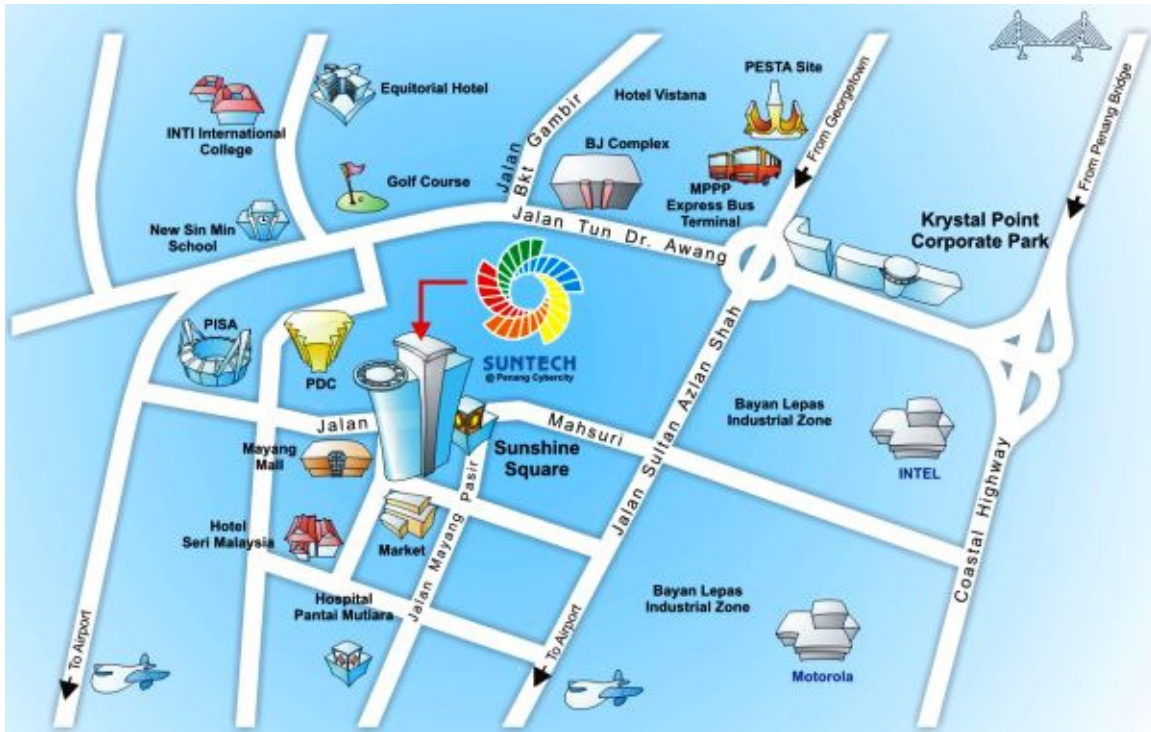 INTI International
College
Equitorial Hotel
Golf Course
New Sin Min
School
Jalan
Bkt Gambir
Hotel Vistana
BJ Complex
PESTA Site
MPPP
Express Bus
Terminal
From Georgetown
From Penang Bridge
Jalan Tun Dr. Awang
Krystal Point
Corporate Park
PISA
PDC
SUNTECH
@ Penang Cybercity
Jalan
Mahsuri
Jalan Sultan Azlan Shah
Bayan Lepas
Industrial Zone
INTEL
Mayang
Mall
Sunshine
Square
Hotel
Seri Malaysia
Market
Jalan Mayang Pasir
Coastal Highway
Hospital
Pantai Mutiara
Bayan Lepas
Industrial Zone
Motorola
To Airport
To Airport